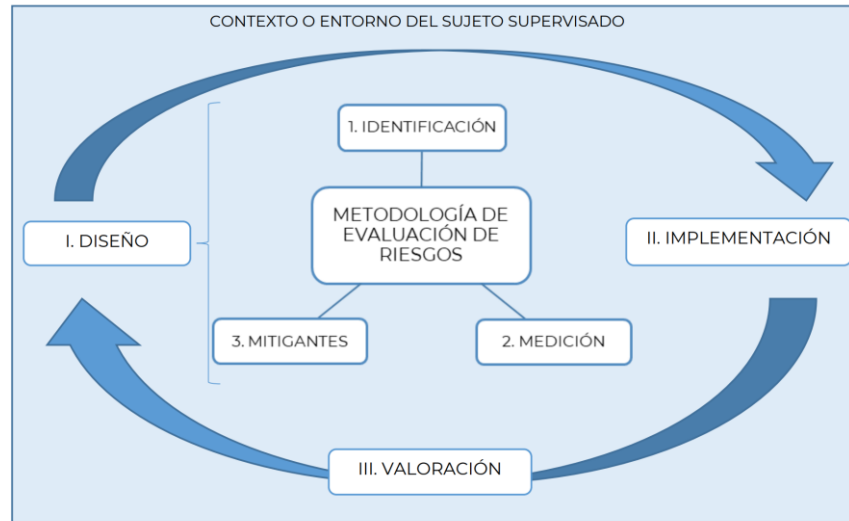 CONTEXTO O ENTORNO DEL SUJETO SUPERVISADO
1. IDENTIFICACIÓN
METODOLOGÍA DE
EVALUACIÓN DE
RIESGOS
I. DISEÑO
II. IMPLEMENTACIÓN
3. MITIGANTES
2. MEDICIÓN
III. VALORACIÓN